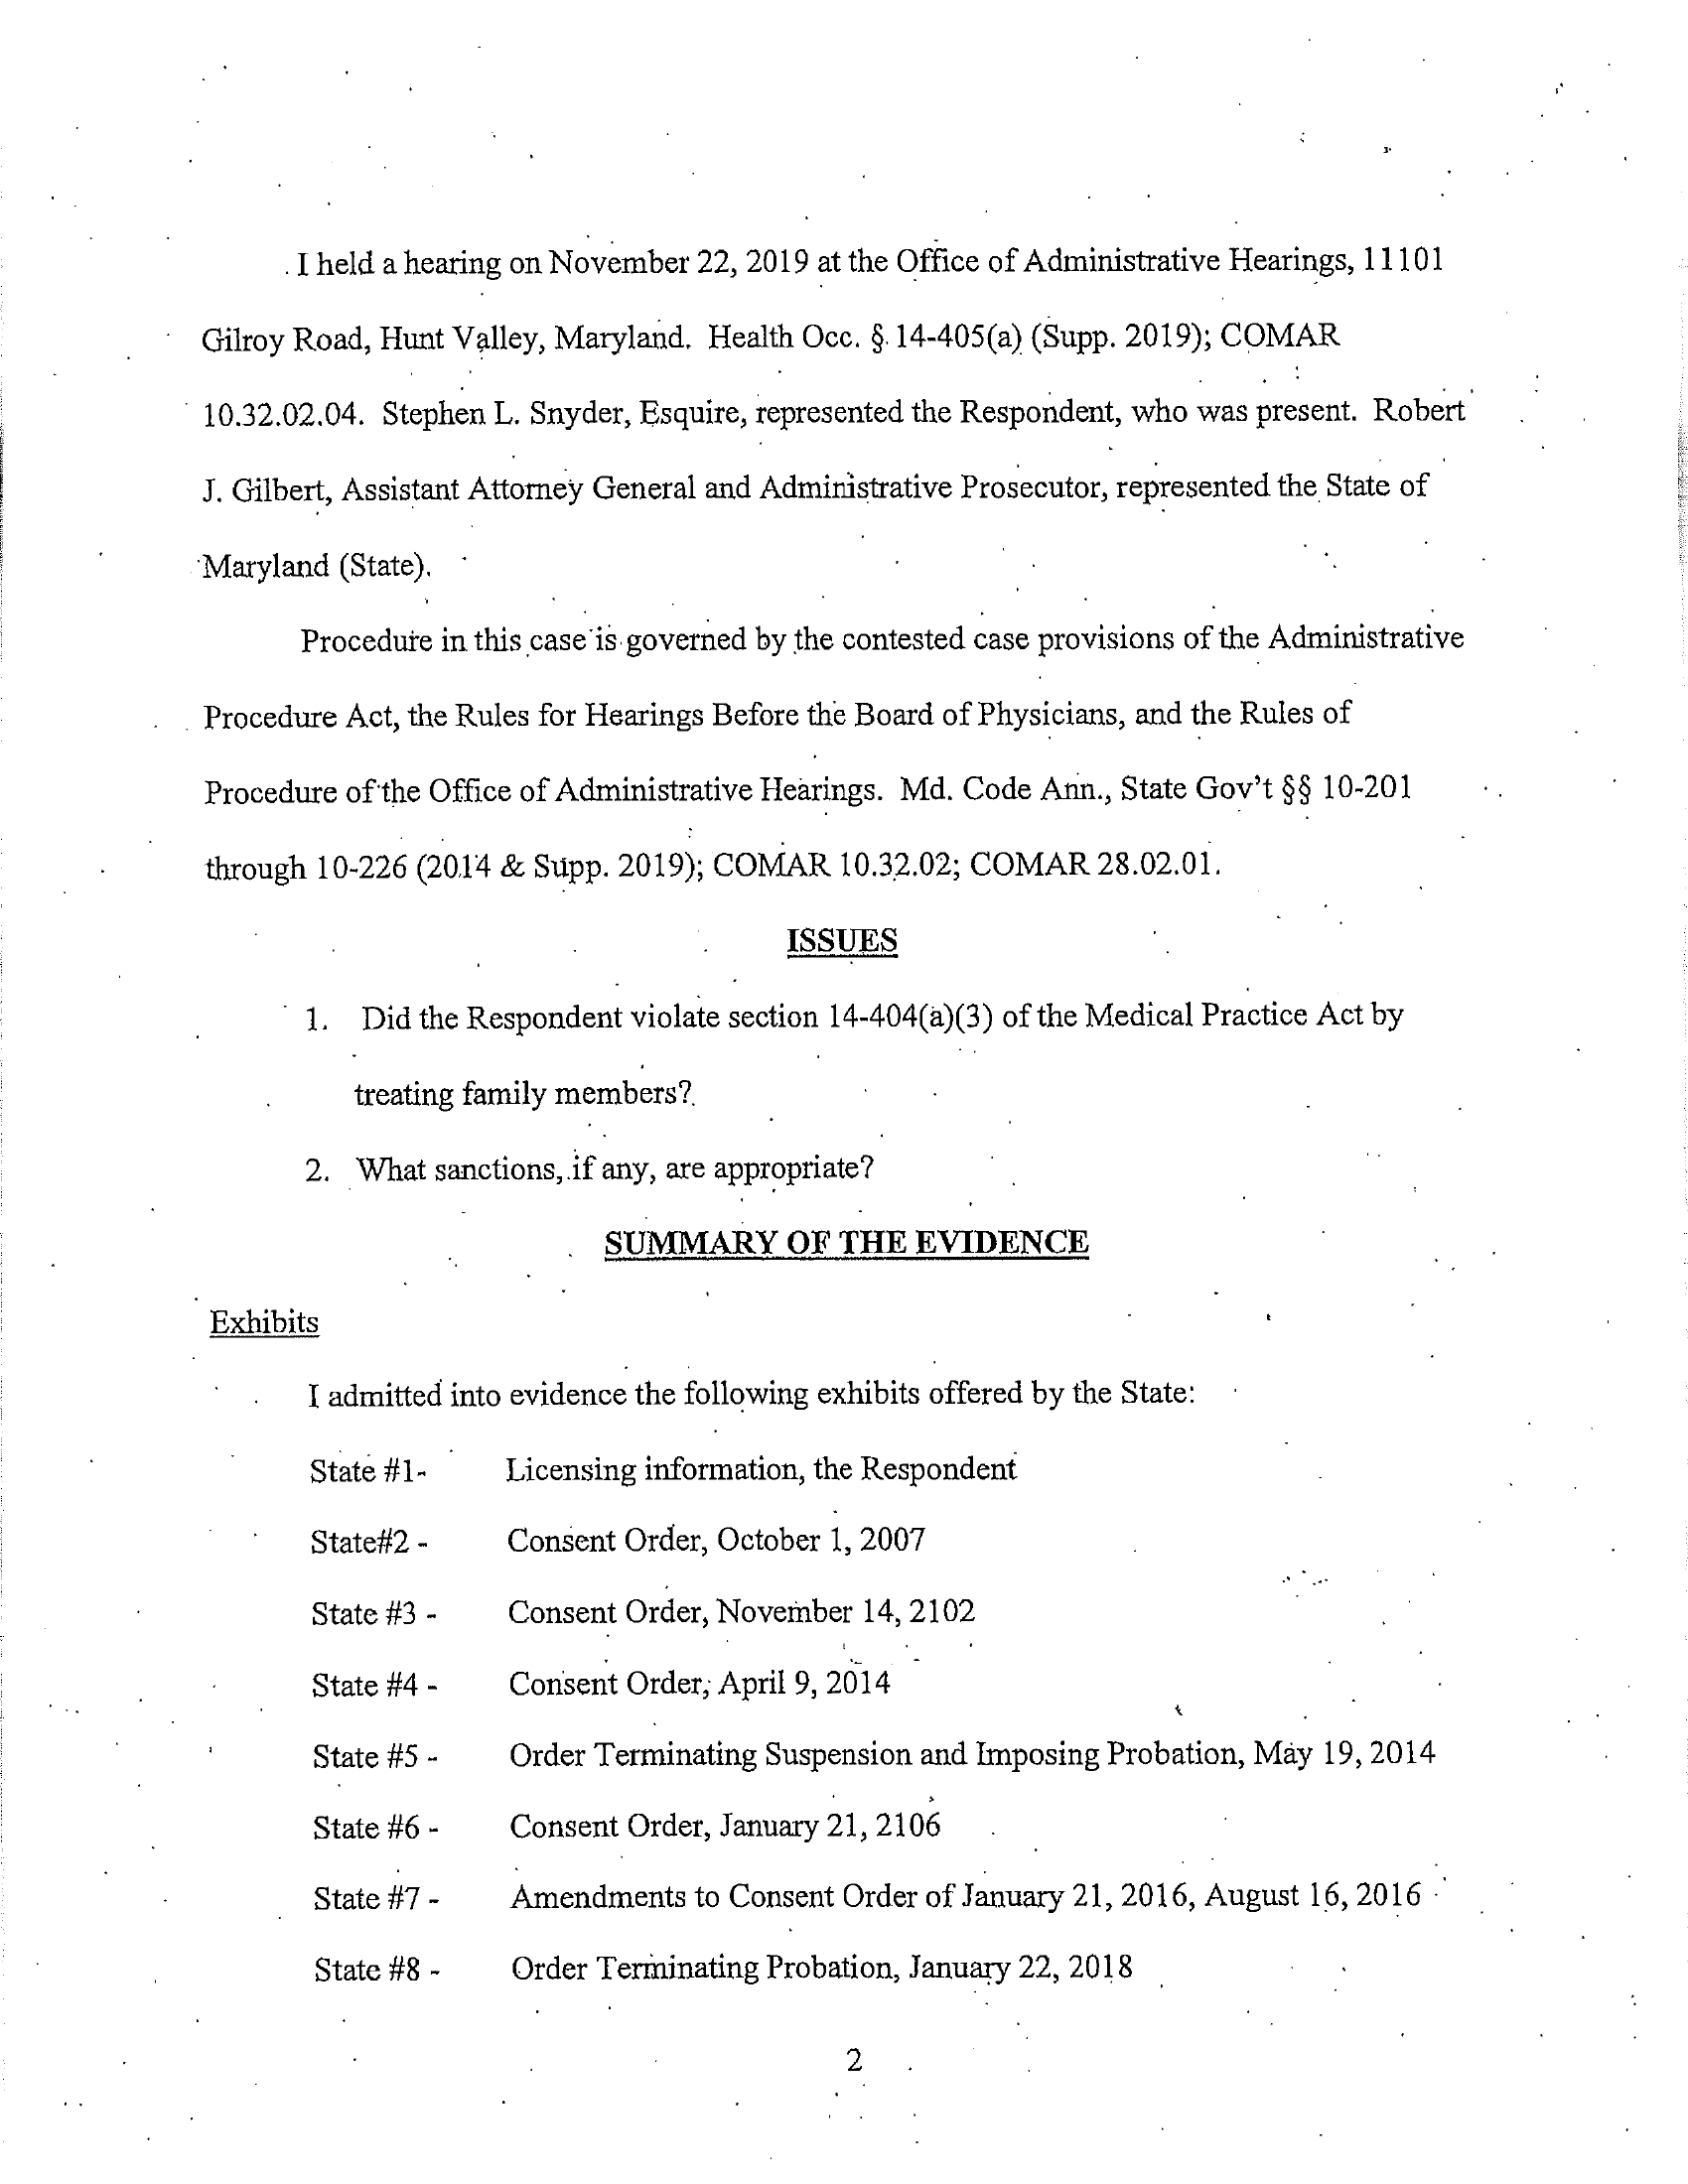 I held a hearing on November 22, 2019 at the Office of Administrative Hearings, 11101
Gilroy Road, Hunt Valley, Maryland. Health Occ. § 14-405(a) (Supp. 2019); COMAR
10.32.02.04. Stephen L. Snyder, Esquire, represented the Respondent, who was present. Robert
J. Gilbert, Assistant Attorney General and Administrative Prosecutor, represented the State of
Maryland (State).
Procedure in this case is governed by the contested case provisions of the Administrative
Procedure Act, the Rules for Hearings Before the Board of Physicians, and the Rules of
Procedure of the Office of Administrative Hearings. Md. Code Ann., State Gov't §§ 10-201
through 10-226 (2014 & Supp. 2019); COMAR 10.32.02; COMAR 28.02.01.
ISSUES
1. Did the Respondent violate section 14-404(a)(3) of the Medical Practice Act by
treating family members?
2. What sanctions, if any, are appropriate?
SUMMARY OF THE EVIDENCE
Exhibits
I admitted into evidence the following exhibits offered by the State:
State #1- Licensing information, the Respondent
State#2 - Consent Order, October 1, 2007
State #3 - Consent Order, November 14, 2102
State #4 - Consent Order, April 9, 2014
State #5 - Order Terminating Suspension and Imposing Probation, May 19, 2014
State #6 - Consent Order, January 21, 2106
State #7 - Amendments to Consent Order of January 21, 2016, August 16, 2016
State #8 - Order Terminating Probation, January 22, 2018
2